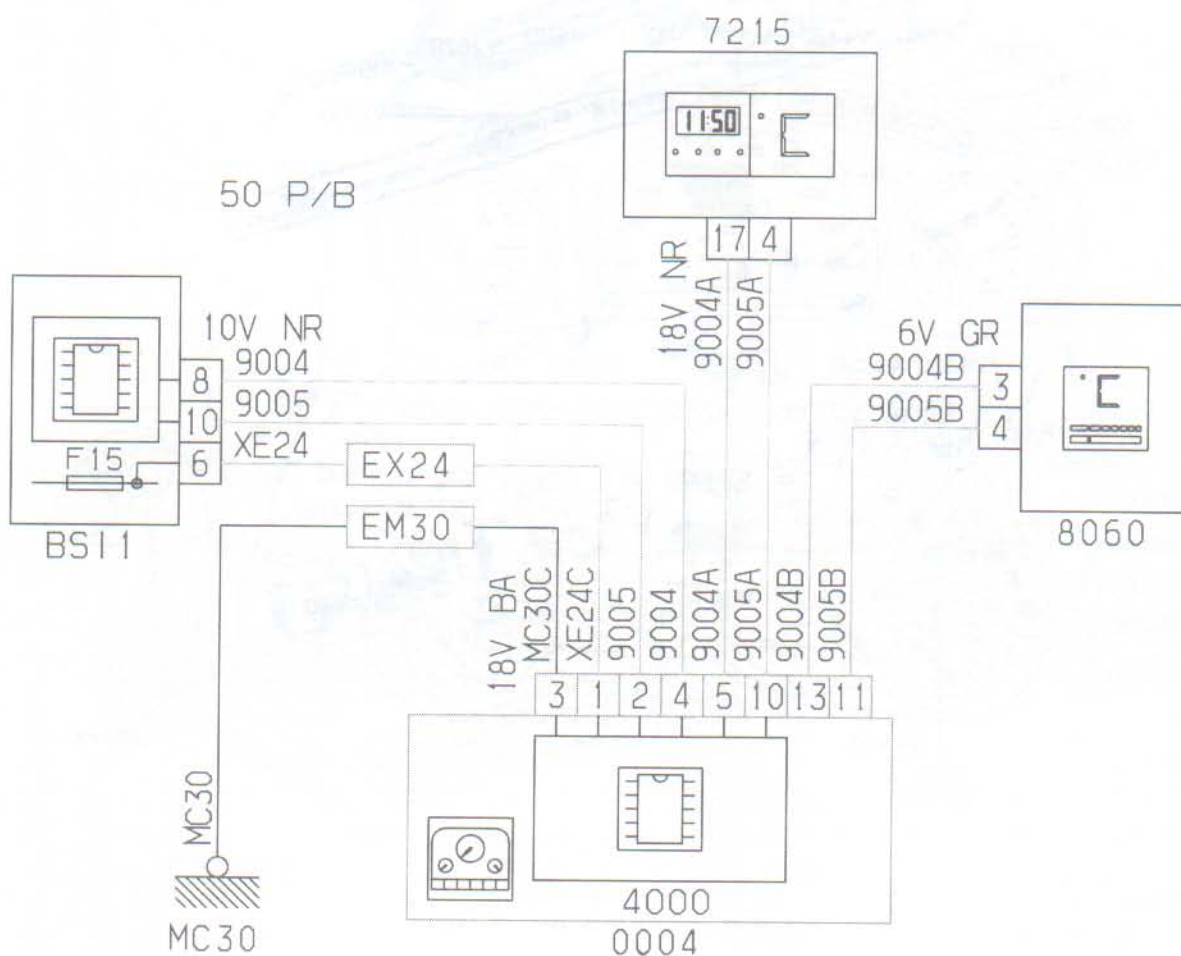 7215
11:50
°C
50 P/B
17 4
18V NR
9004A
9005A
10V NR
9004
8
9005
10
XE24
6
F15
BSI1
EX24
EM30
6V GR
9004B
3
9005B
4
°C
8060
18V BA
MC30C
XE24C
9005
9004
9004A
9005A
9004B
9005B
3 1 2 4 5 10 13 11
MC30
MC30
4000
0004